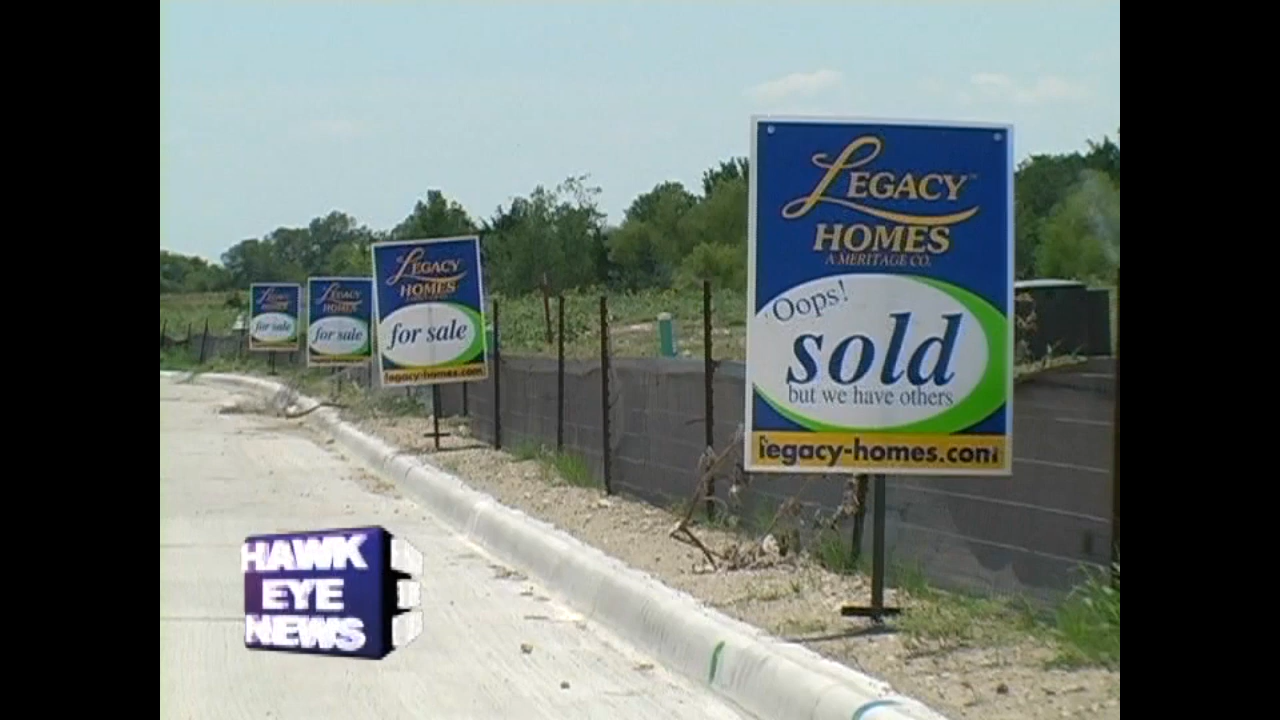 LEGACY™
HOMES
A MERITAGE CO.
Oops!
sold
but we have others
legacy-homes.com
LEGACY
HOMES
for sale
legacy-homes.com
LEGACY
HOMES
for sale
LEGACY
HOMES
for sale
HAWK
EYE
NEWS